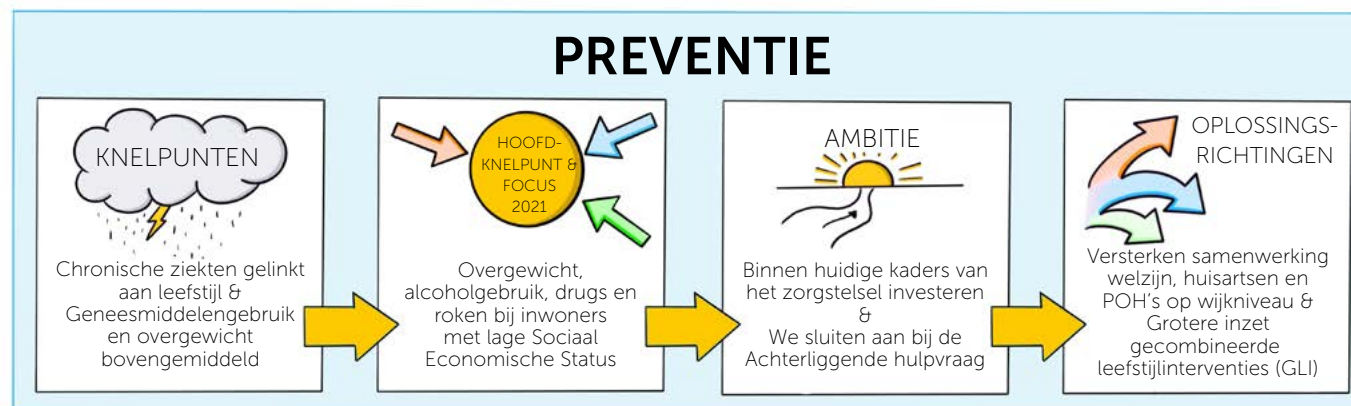 PREVENTIE
KNELPUNTEN
Chronische ziekten gelinkt
aan leefstijl &
Geneesmiddelengebruik
en overgewicht
bovengemiddeld
HOOFD-
KNELPUNT &
FOCUS
2021
Overgewicht,
alcoholgebruik, drugs en
roken bij inwoners
met lage Sociaal
Economische Status
AMBITIE
Binnen huidige kaders van
het zorgstelsel investeren
&
We sluiten aan bij de
Achterliggende hulpvraag
OPLOSSINGS-
RICHTINGEN
Versterken samenwerking
welzijn, huisartsen en
POH's op wijkniveau &
Grotere inzet
gecombineerde
leefstijlinterventies (GLI)